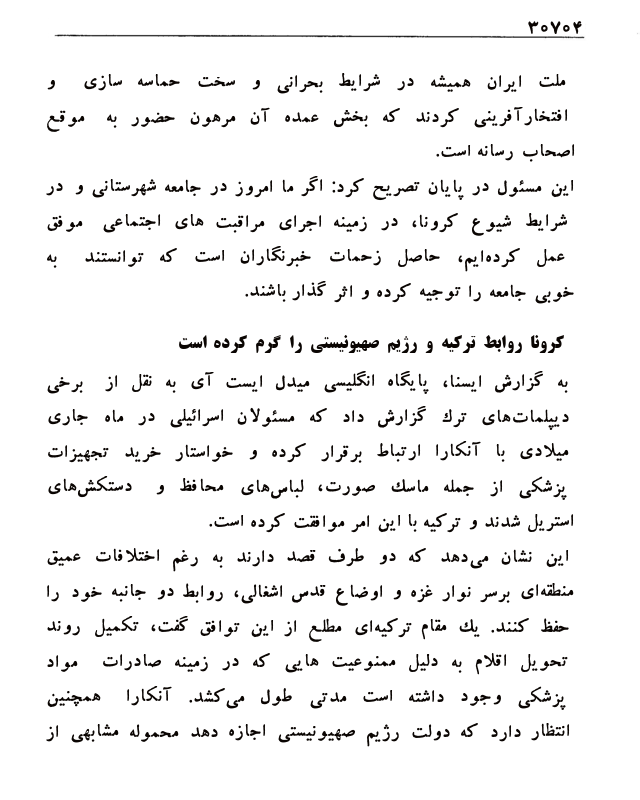 ۳۰۷۰۴
ملت ایران همیشه در شرایط بحرانی و سخت حماسه سازی و
افتخارآفرینی کردند که بخش عمده آن مرهون حضور به موقع
اصحاب رسانه است.
این مسئول در پایان تصریح کرد: اگر ما امروز در جامعه شهرستانی و در
شرایط شیوع کرونا، در زمینه اجرای مراقبت های اجتماعی موفق
عمل کرده‌ایم، حاصل زحمات خبرنگاران است که توانستند به
خوبی جامعه را توجیه کرده و اثر گذار باشند.
کرونا روابط ترکیه و رژیم صهیونیستی را گرم کرده است
به گزارش ایسنا، پایگاه انگلیسی میدل ایست آی به نقل از برخی
دیپلمات‌های ترك گزارش داد که مسئولان اسرائیلی در ماه جاری
میلادی با آنکارا ارتباط برقرار کرده و خواستار خرید تجهیزات
پزشکی از جمله ماسك صورت، لباس‌های محافظ و دستکش‌های
استریل شدند و ترکیه با این امر موافقت کرده است.
این نشان می‌دهد که دو طرف قصد دارند به رغم اختلافات عمیق
منطقه‌ای برسر نوار غزه و اوضاع قدس اشغالی، روابط دو جانبه خود را
حفظ کنند. یك مقام ترکیه‌ای مطلع از این توافق گفت، تکمیل روند
تحویل اقلام به دلیل ممنوعیت هایی که در زمینه صادرات مواد
پزشکی وجود داشته است مدتی طول می‌کشد. آنکارا همچنین
انتظار دارد که دولت رژیم صهیونیستی اجازه دهد محموله مشابهی از